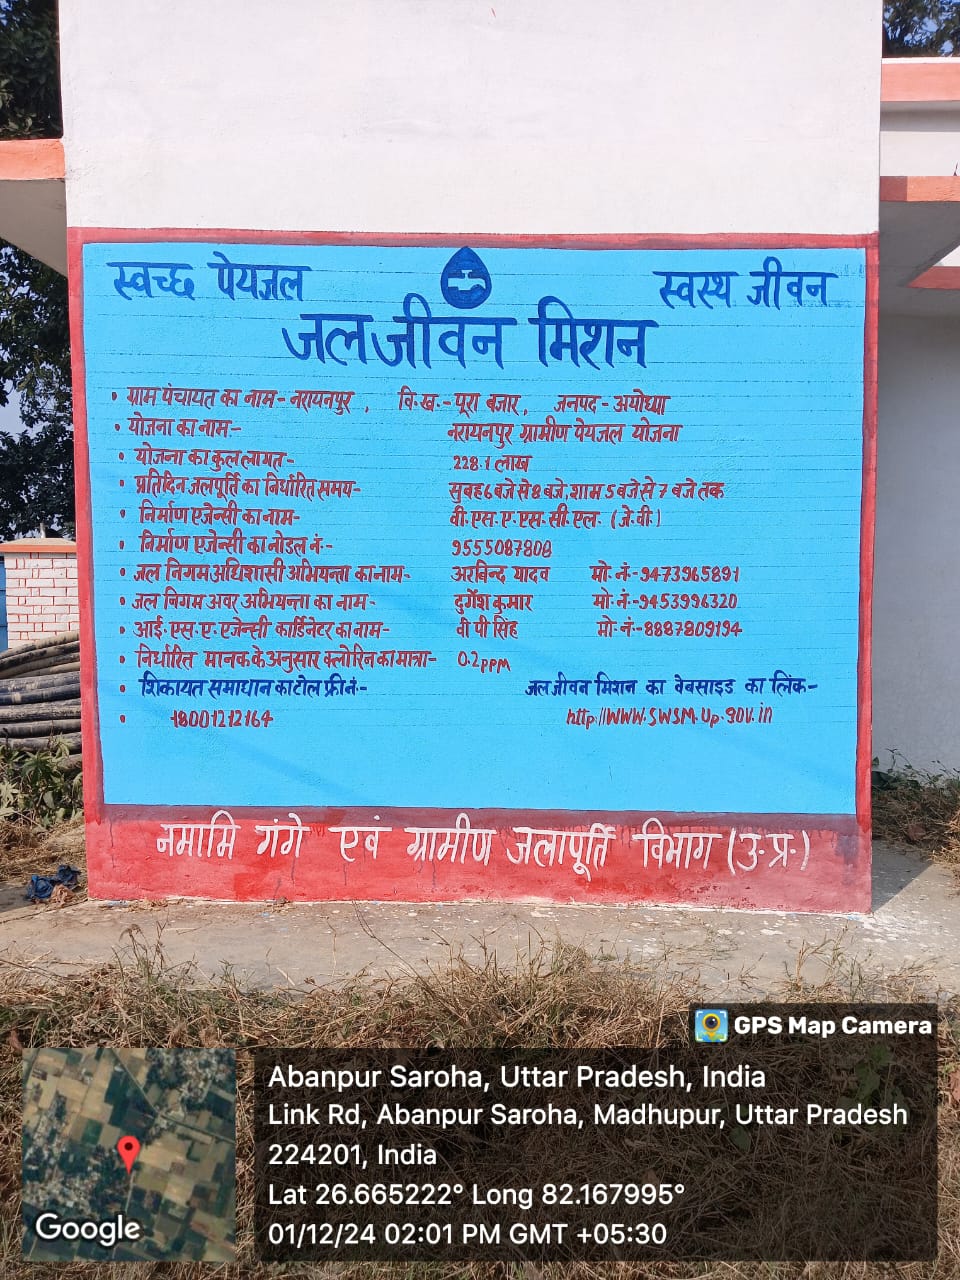 स्वच्छ पेयजल स्वस्थ जीवन
जल जीवन मिशन
• ग्राम पंचायत का नाम - नरायनपुर , वि.ख.- पूरा बजार, जनपद - अयोध्या
• योजना का नाम- नरायनपुर ग्रामीण पेयजल योजना
• योजना का कुल लागत- 228.1 लाख
• प्रतिदिन जलपूर्ति का निर्धारित समय- सुबह 6 बजे से 8 बजे, शाम 5 बजे से 7 बजे तक
• निर्माण एजेन्सी का नाम- वी.एस.ए.एस.सी.एल. (जे.वी.)
• निर्माण एजेन्सी का नोडल नं.- 9555087808
• जल निगम अधिशासी अभियन्ता का नाम- अरबिन्द यादव मो.नं.-9473965891
• जल निगम अवर अभियन्ता का नाम- दुर्गेश कुमार मो.नं.-9453996320
• आई.एस.ए. एजेन्सी कार्डिनेटर का नाम- वी पी सिंह मो.नं.-8887809194
• निर्धारित मानक के अनुसार क्लोरिन का मात्रा- 0.2 PPM
• शिकायत समाधान का टोल फ्री नं.- जल जीवन मिशन का वेबसाइड का लिंक-
• 18001212164 http://WWW.SWSM.Up.gov.in
नमामि गंगे एवं ग्रामीण जलापूर्ति विभाग (उ.प्र.)
GPS Map Camera
Abanpur Saroha, Uttar Pradesh, India
Link Rd, Abanpur Saroha, Madhupur, Uttar Pradesh
224201, India
Lat 26.665222° Long 82.167995°
01/12/24 02:01 PM GMT +05:30
Google